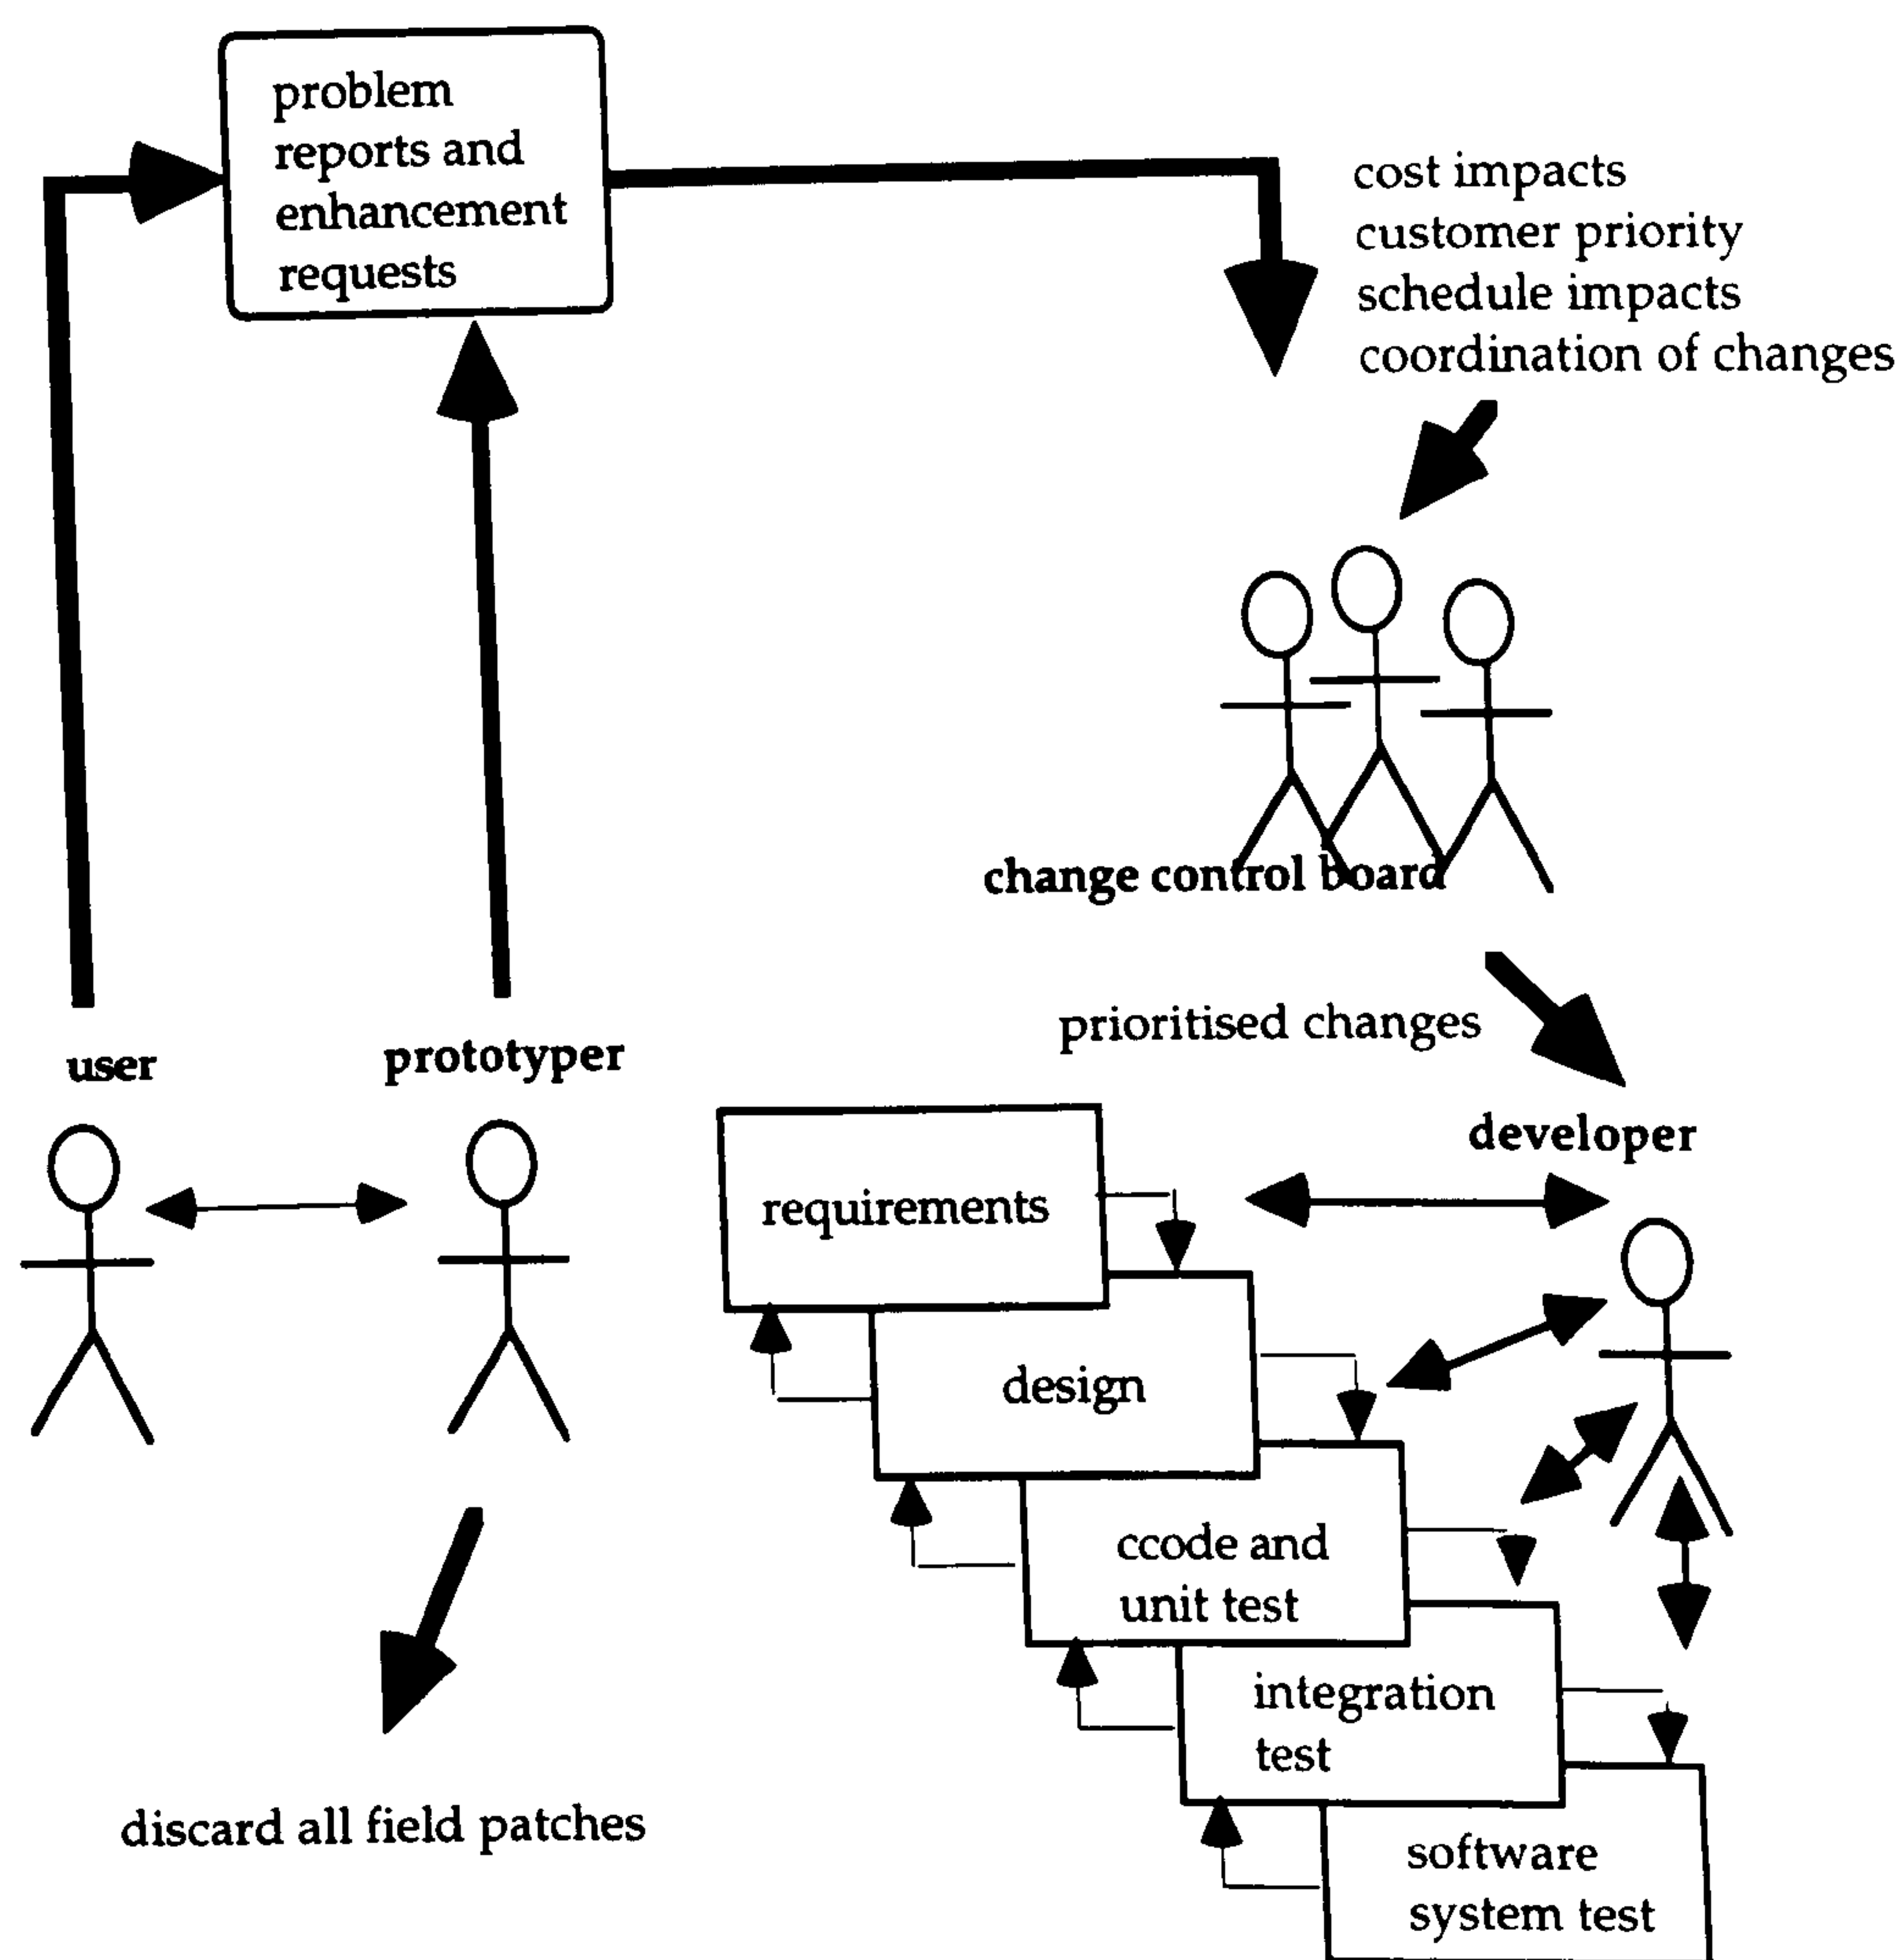 problem
reports and
enhancement
requests
cost impacts
customer priority
schedule impacts
coordination of changes
change control board
prioritised changes
user
prototyper
developer
requirements
design
ccode and
unit test
integration
test
software
system test
discard all field patches